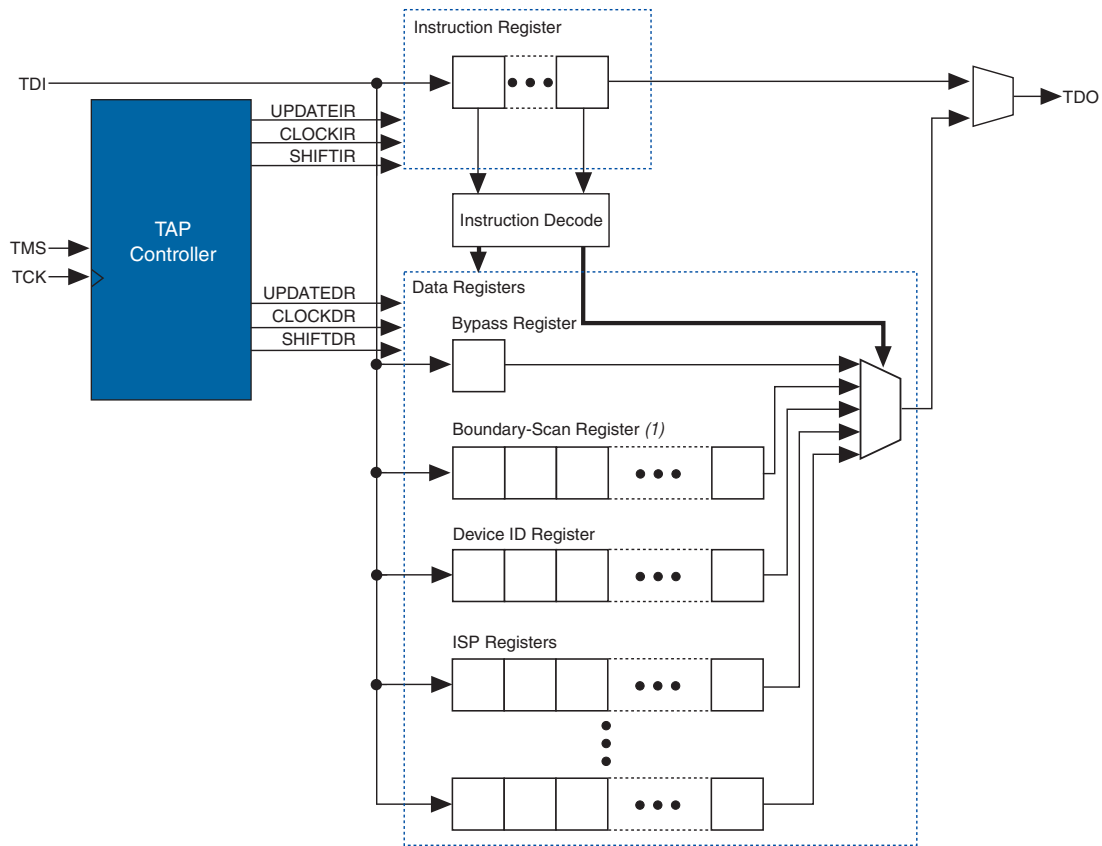 Instruction Register
TDI
UPDATEIR
CLOCKIR
SHIFTIR
TDO
TAP
Controller
TMS
TCK
Instruction Decode
UPDATEDR
CLOCKDR
SHIFTDR
Data Registers
Bypass Register
Boundary-Scan Register (1)
Device ID Register
ISP Registers